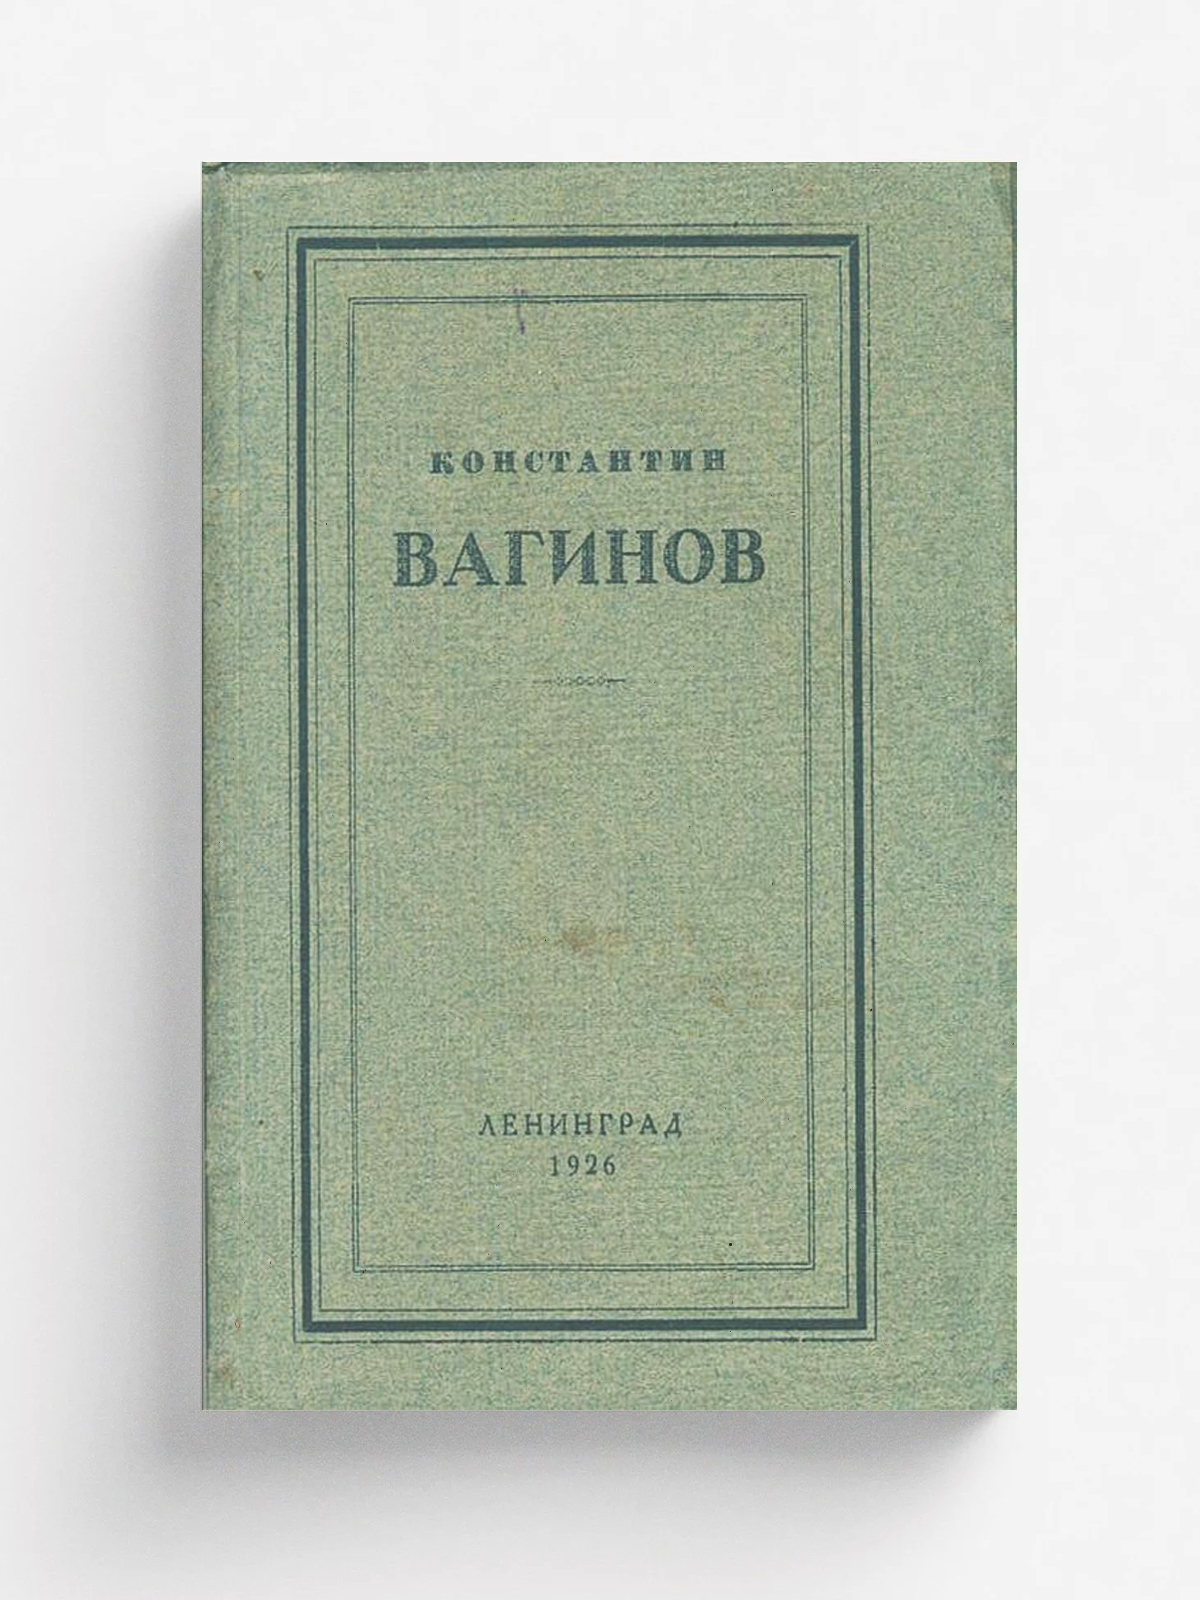 КОНСТАНТИН
ВАГИНОВ
ЛЕНИНГРАД
1926